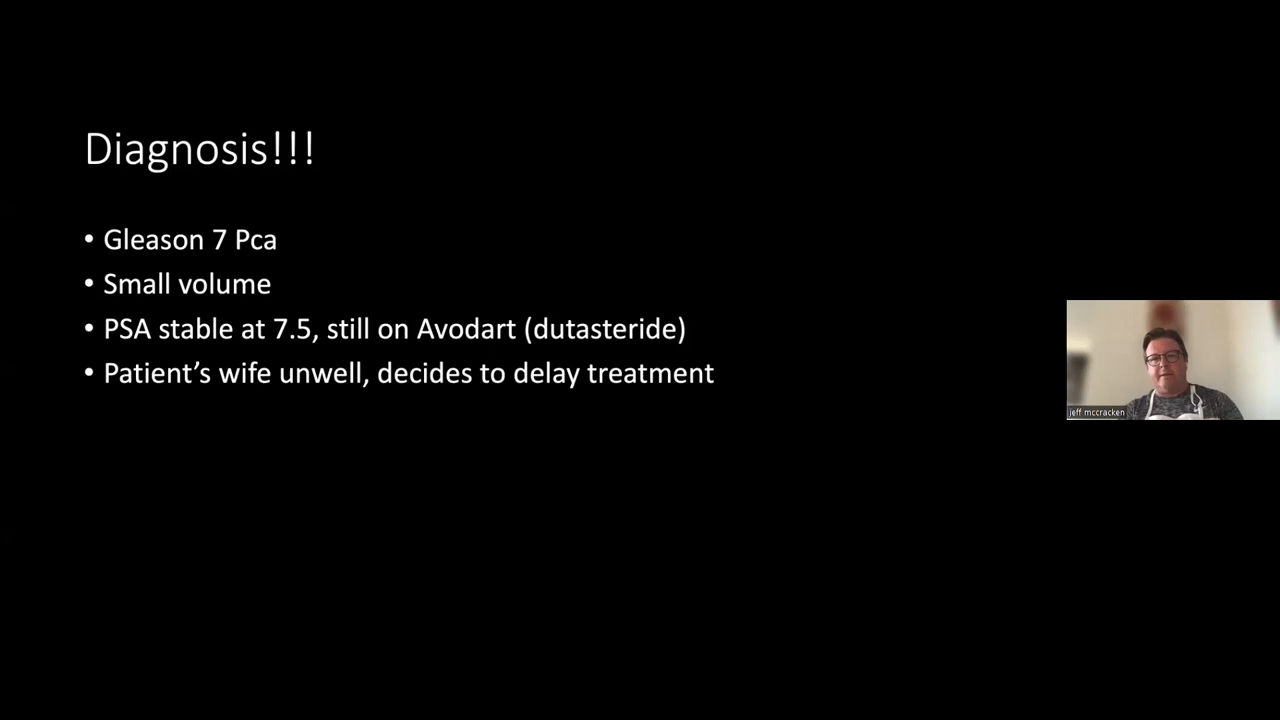 Diagnosis!!!
• Gleason 7 Pca
• Small volume
• PSA stable at 7.5, still on Avodart (dutasteride)
• Patient’s wife unwell, decides to delay treatment
jeff mccracken